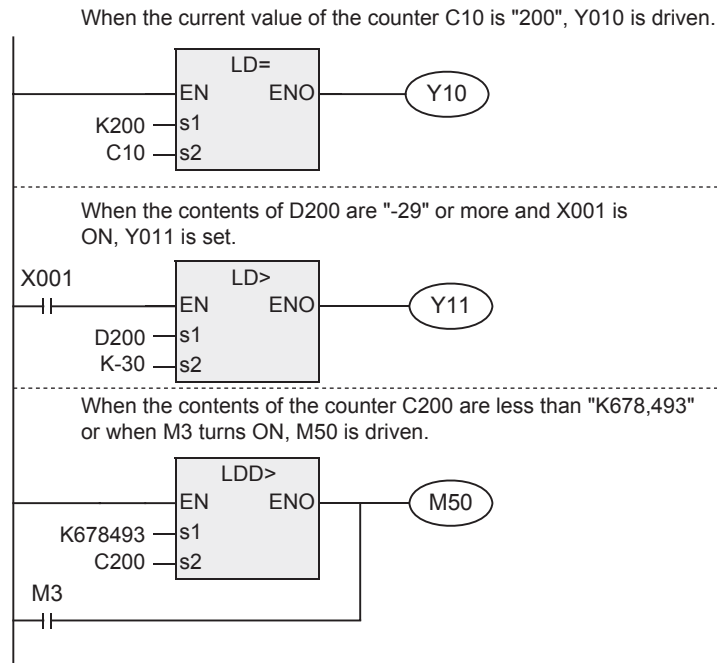 When the current value of the counter C10 is "200", Y010 is driven.
LD=
EN ENO
Y10
K200 s1
C10 s2
When the contents of D200 are "-29" or more and X001 is
ON, Y011 is set.
X001
LD>
EN ENO
Y11
D200 s1
K-30 s2
When the contents of the counter C200 are less than "K678,493"
or when M3 turns ON, M50 is driven.
LDD>
EN ENO
M50
K678493 s1
C200 s2
M3